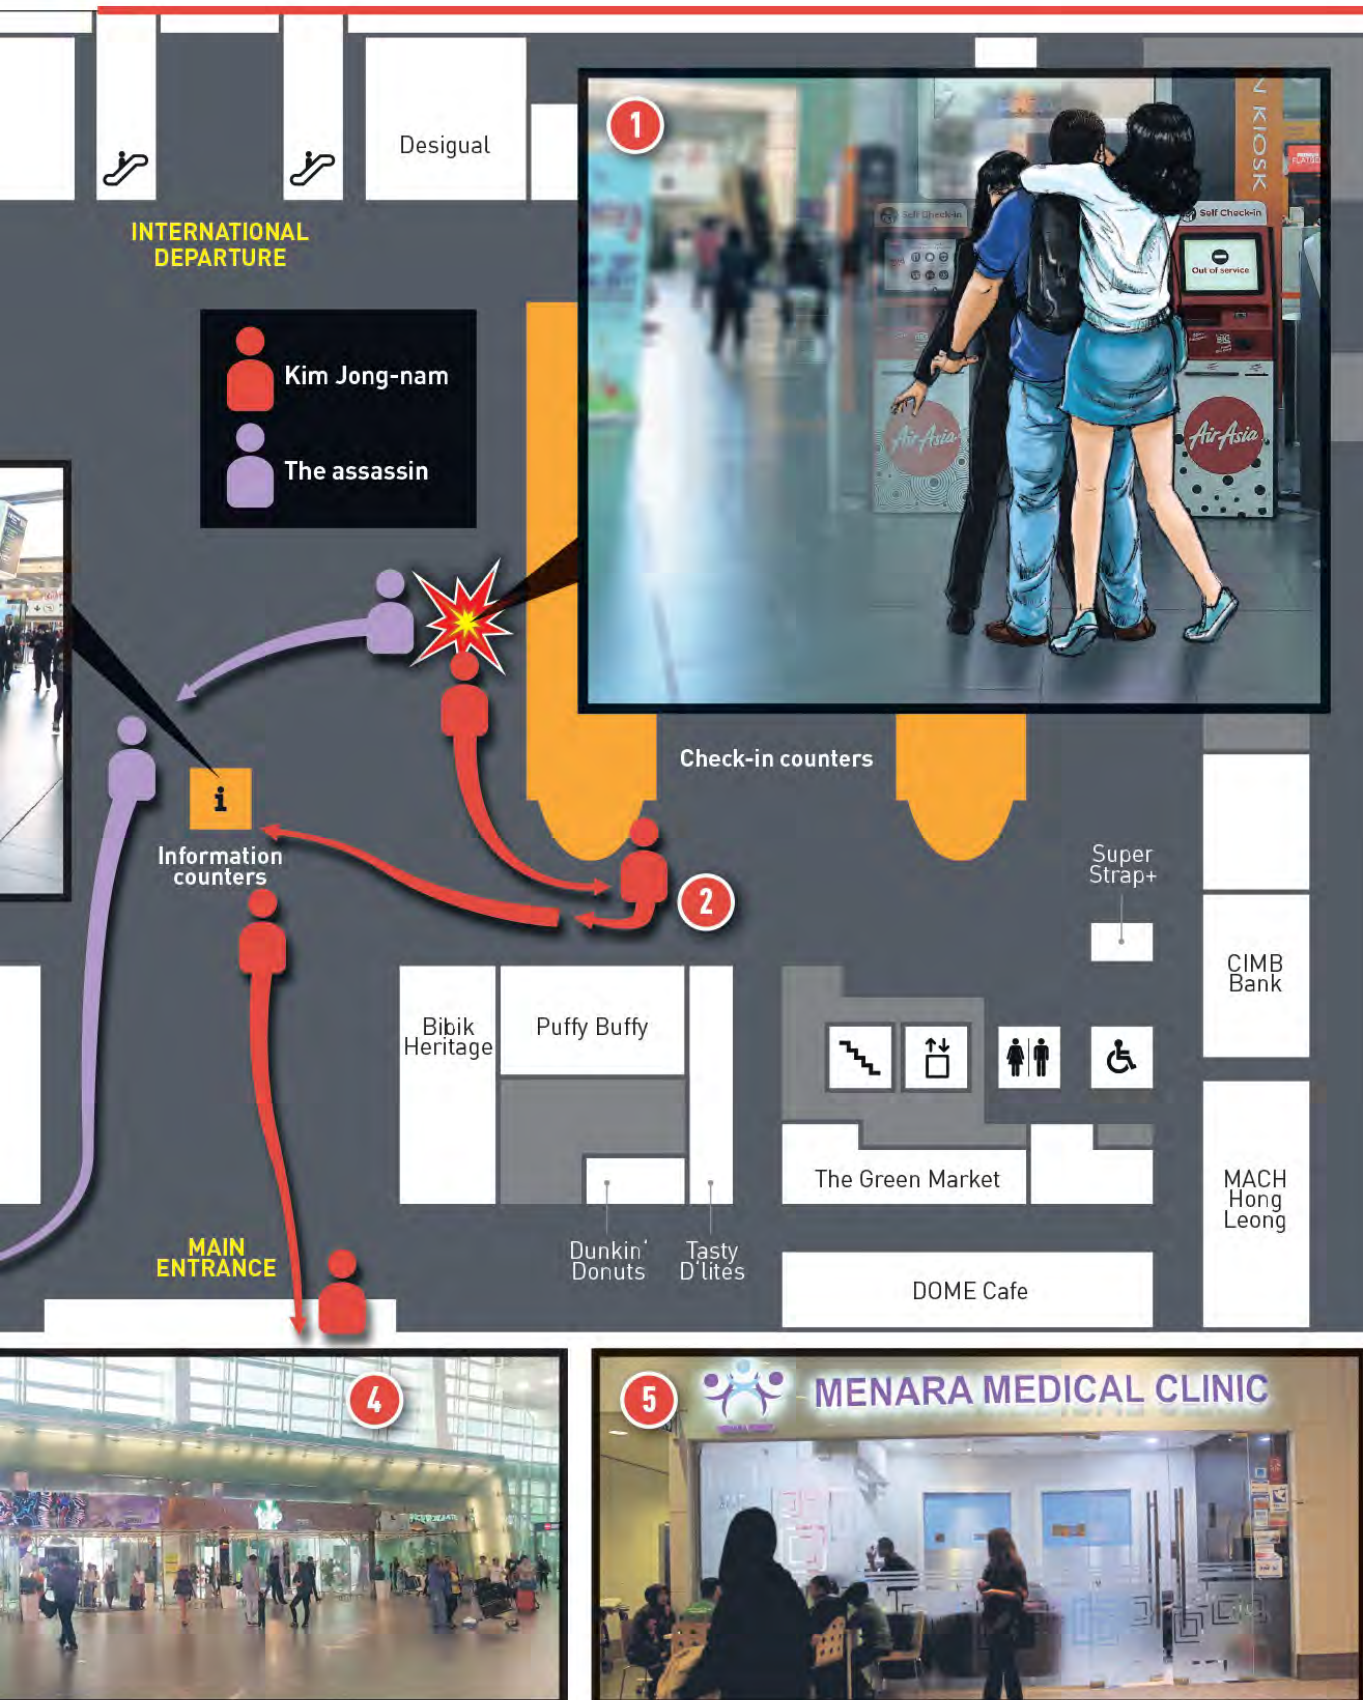 Desigual
INTERNATIONAL
DEPARTURE
Kim Jong-nam
The assassin
1
N KIOSK
Self Check-in
Self Check-in
Out of service
AirAsia
AirAsia
i
Information
counters
Check-in counters
2
Super
Strap+
CIMB
Bank
Bibik
Heritage
Puffy Buffy
The Green Market
MACH
Hong
Leong
MAIN
ENTRANCE
Dunkin'
Donuts
Tasty
D'lites
DOME Cafe
4
5
MENARA MEDICAL CLINIC